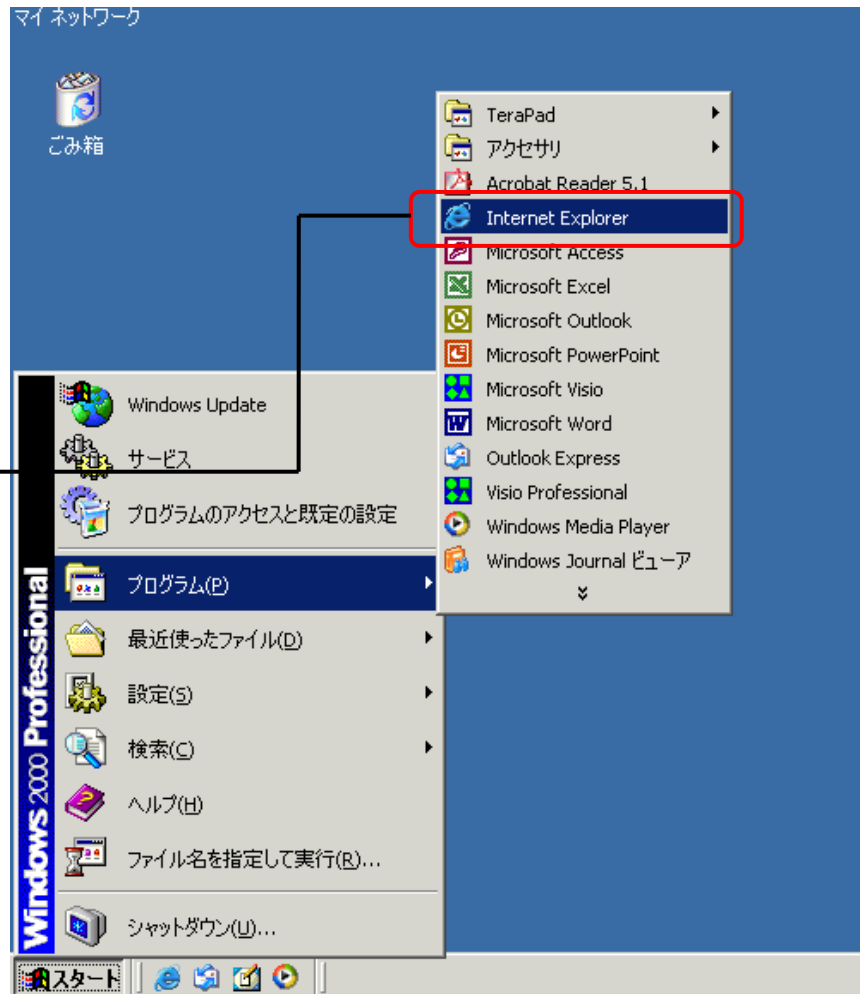 マイ ネットワーク
ごみ箱
TeraPad
アクセサリ
Acrobat Reader 5.1
Internet Explorer
Microsoft Access
Microsoft Excel
Microsoft Outlook
Microsoft PowerPoint
Microsoft Visio
Microsoft Word
Outlook Express
Visio Professional
Windows Media Player
Windows Journal ビューア
Windows Update
サービス
プログラムのアクセスと既定の設定
プログラム(P)
最近使ったファイル(D)
設定(S)
検索(C)
ヘルプ(H)
ファイル名を指定して実行(R)...
シャットダウン(U)...
Windows 2000 Professional
スタート